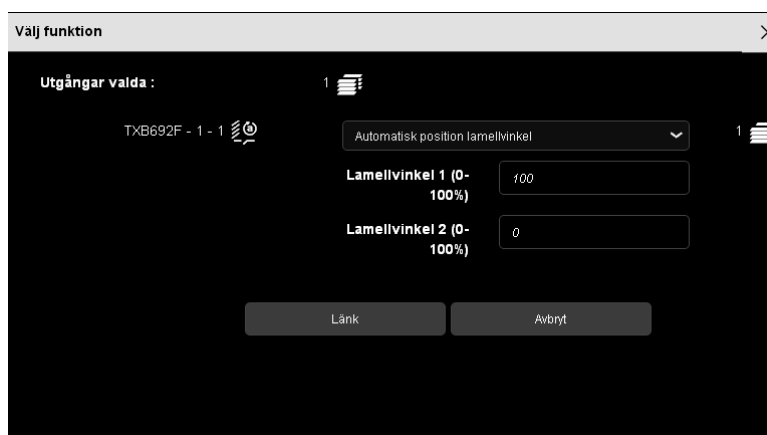 Välj funktion
Utgångar valda : 1
TXB692F - 1 - 1 Automatisk position lamellvinkel 1
Lamellvinkel 1 (0-
100%) 100
Lamellvinkel 2 (0-
100%) 0
Länk Avbryt